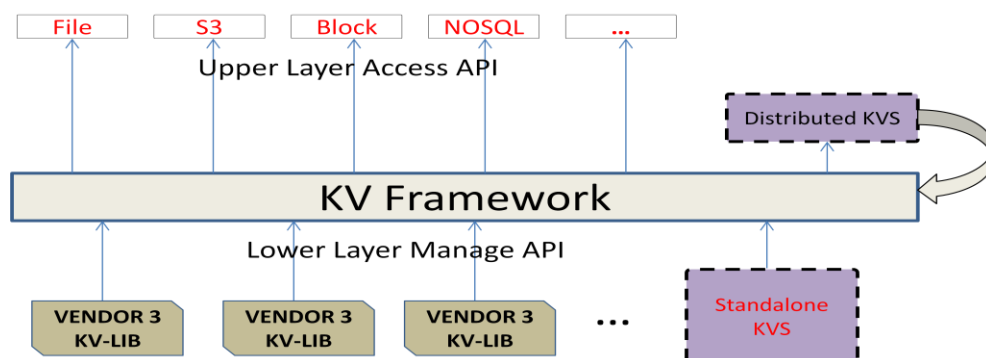 File S3 Block NOSQL ...
Upper Layer Access API
Distributed KVS
KV Framework
Lower Layer Manage API
VENDOR 3
KV-LIB
VENDOR 3
KV-LIB
VENDOR 3
KV-LIB
...
Standalone
KVS